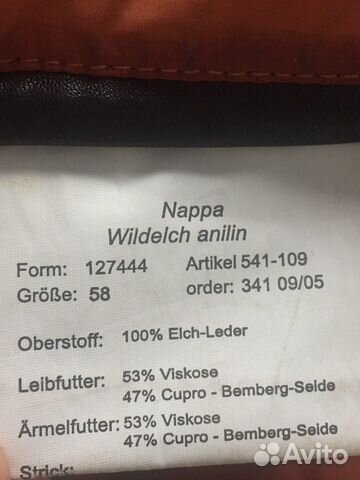 Nappa
Wildelch anilin
Form: 127444 Artikel 541-109
Größe: 58 order: 341 09/05
Oberstoff: 100% Elch-Leder
Leibfutter: 53% Viskose
47% Cupro - Bemberg-Seide
Ärmelfutter: 53% Viskose
47% Cupro - Bemberg-Seide
Strick:
Avito